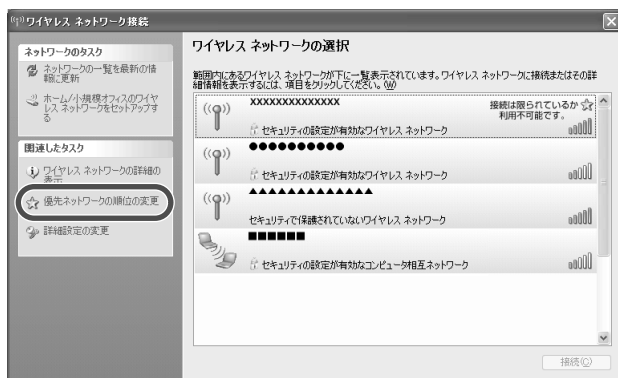 ワイヤレス ネットワーク接続
ネットワークのタスク
ネットワークの一覧を最新の情
報に更新
ホーム/小規模オフィスのワイヤ
レス ネットワークをセットアップす
る
関連したタスク
ワイヤレス ネットワークの詳細の
表示
優先ネットワークの順位の変更
詳細設定の変更
ワイヤレス ネットワークの選択
範囲内にあるワイヤレス ネットワークが下に一覧表示されています。ワイヤレス ネットワークに接続またはその詳
細情報を表示するには、項目をクリックしてください。(W)
XXXXXXXXXXXXXX
接続は限られているか
利用不可能です。
セキュリティの設定が有効なワイヤレス ネットワーク
●●●●●●●●●●
セキュリティの設定が有効なワイヤレス ネットワーク
▲▲▲▲▲▲▲▲▲▲▲▲▲
セキュリティで保護されていないワイヤレス ネットワーク
■■■■■■
セキュリティの設定が有効なコンピュータ相互ネットワーク
接続(C)